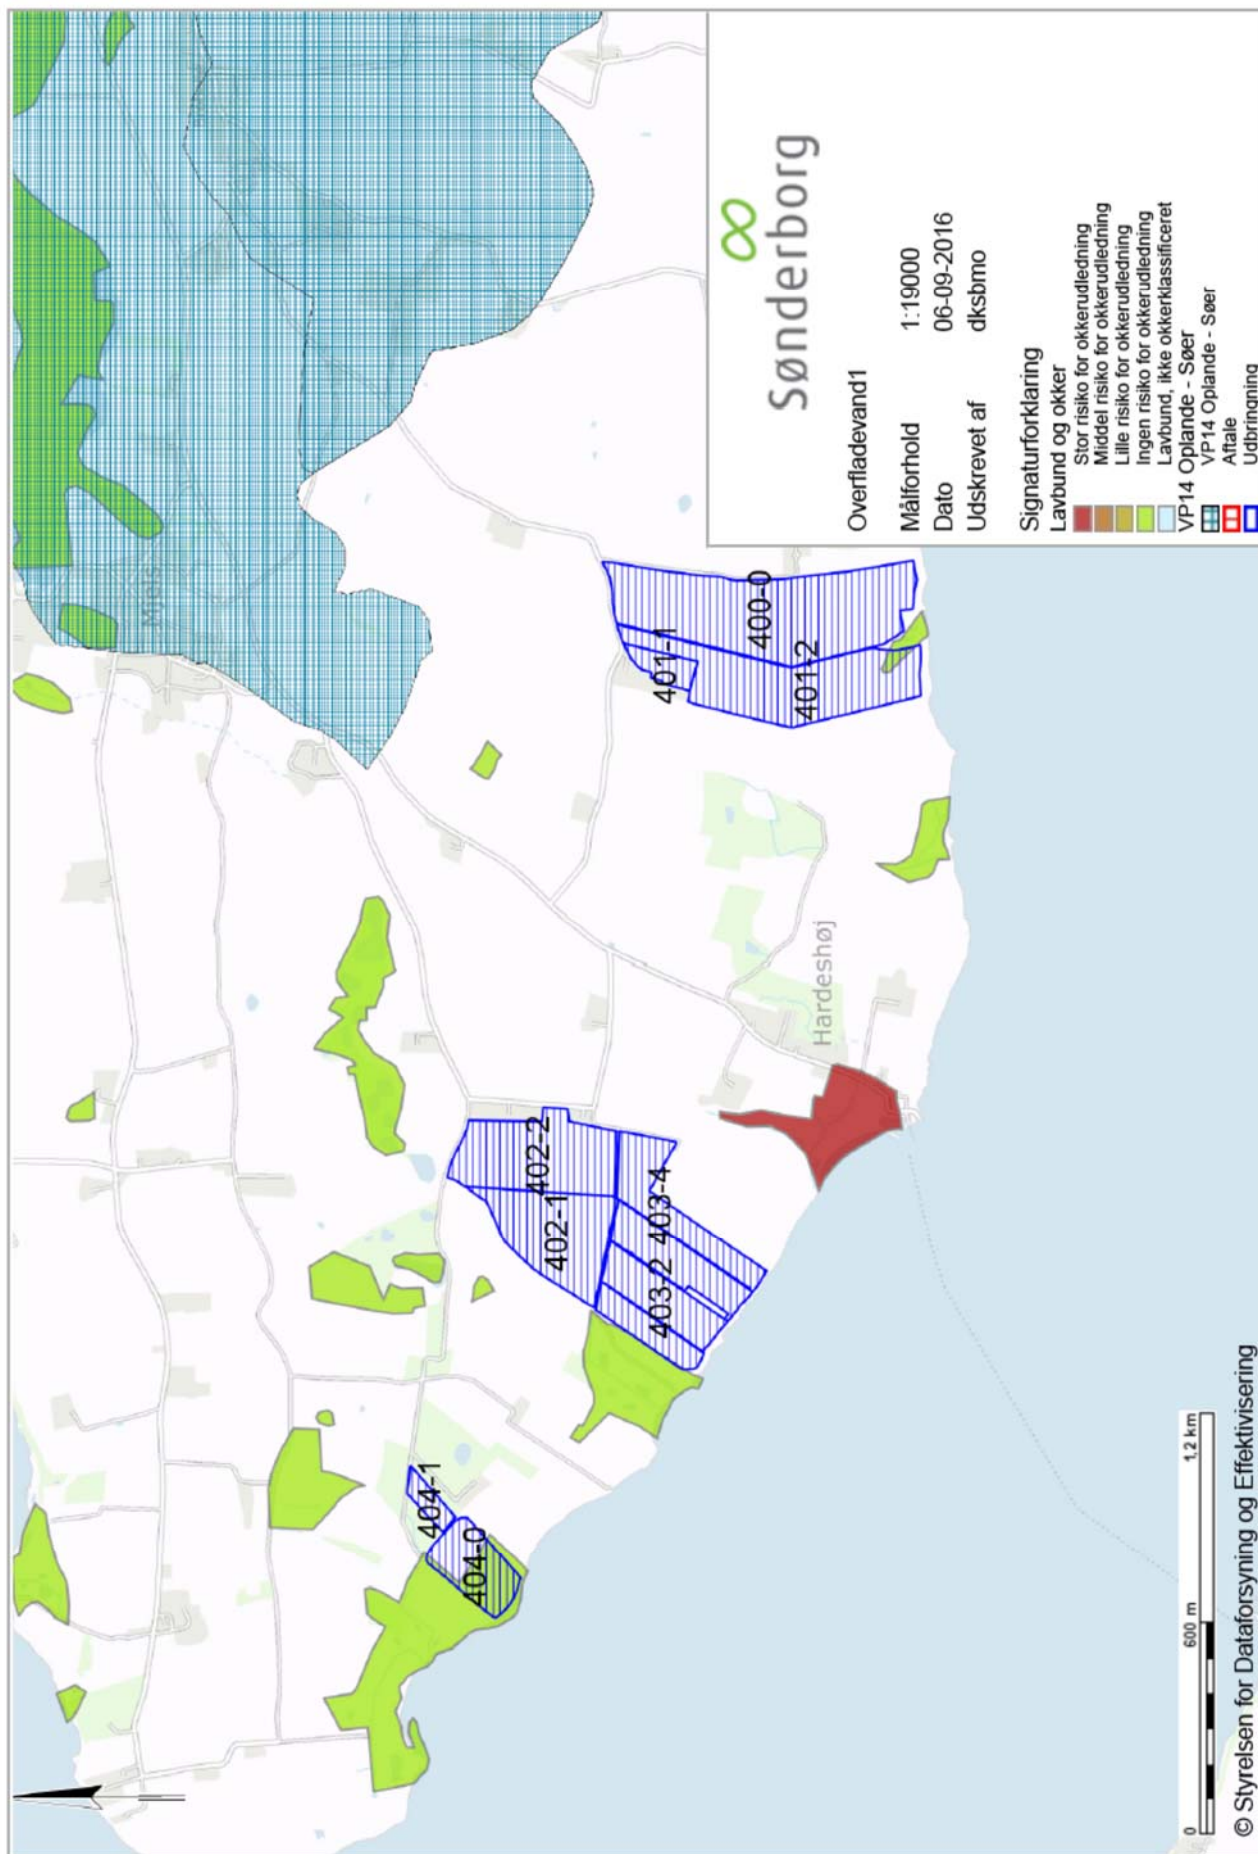 Mjels
Hardeshøj
404-1
404-0
402-2
402-1
403-4
403-2
401-1
400-0
401-2
Sønderborg
Overfladevand1
Målforhold 1:19000
Dato 06-09-2016
Udskrevet af dksbmo
Signaturforklaring
Lavbund og okker
Stor risiko for okkerudledning
Middel risiko for okkerudledning
Lille risiko for okkerudledning
Ingen risiko for okkerudledning
Lavbund, ikke okkerklassificeret
VP14 Oplande - Søer
VP14 Oplande - Søer
Aftale
Udbringning
0 600 m 1,2 km
© Styrelsen for Dataforsyning og Effektivisering